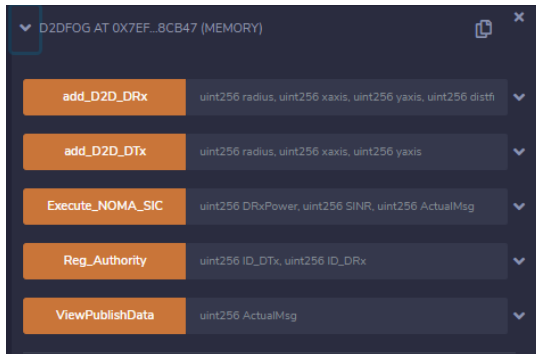 D2DFOG AT 0X7EF...8CB47 (MEMORY)
add_D2D_DRx uint256 radius, uint256 xaxis, uint256 yaxis, uint256 distfi
add_D2D_DTx uint256 radius, uint256 xaxis, uint256 yaxis
Execute_NOMA_SIC uint256 DRxPower, uint256 SINR, uint256 ActualMsg
Reg_Authority uint256 ID_DTx, uint256 ID_DRx
ViewPublishData uint256 ActualMsg